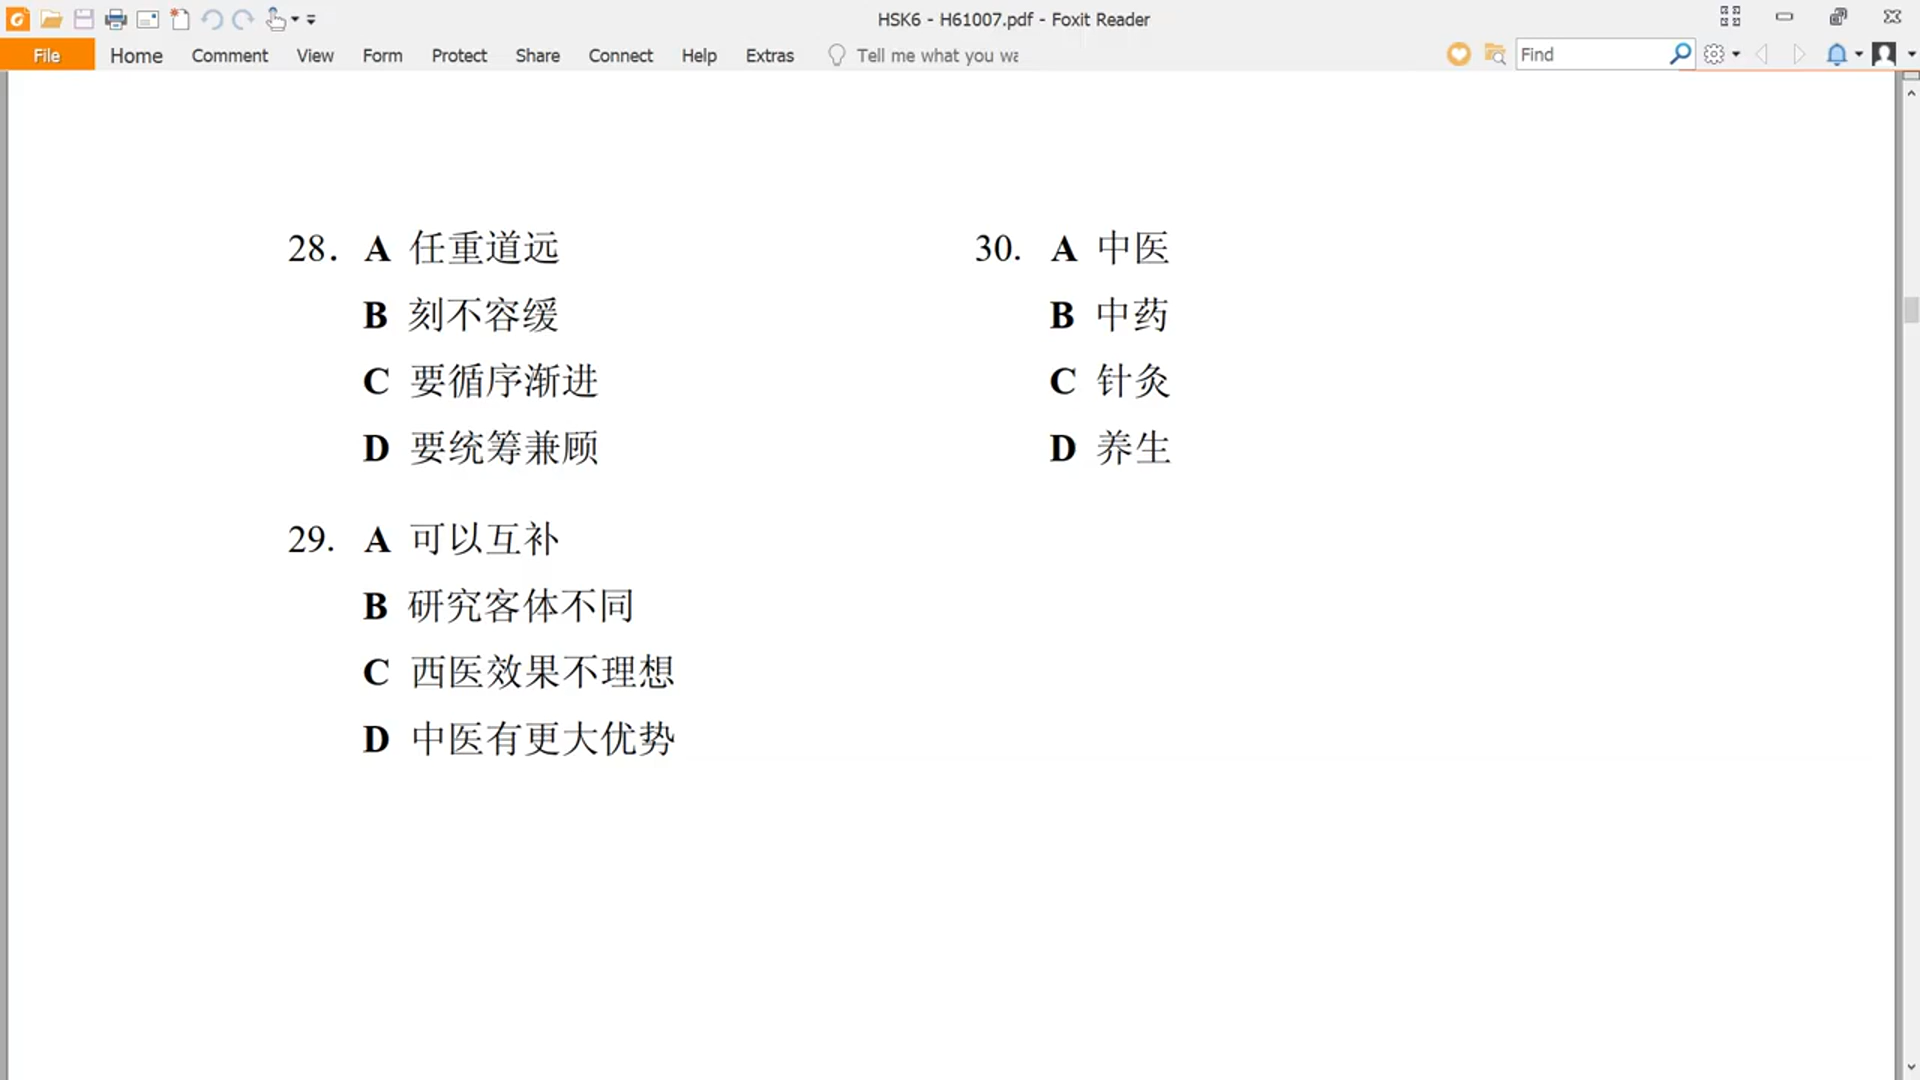 HSK6 - H61007.pdf - Foxit Reader
File Home Comment View Form Protect Share Connect Help Extras Tell me what you wa Find
28. A 任重道远
B 刻不容缓
C 要循序渐进
D 要统筹兼顾
29. A 可以互补
B 研究客体不同
C 西医效果不理想
D 中医有更大优势
30. A 中医
B 中药
C 针灸
D 养生